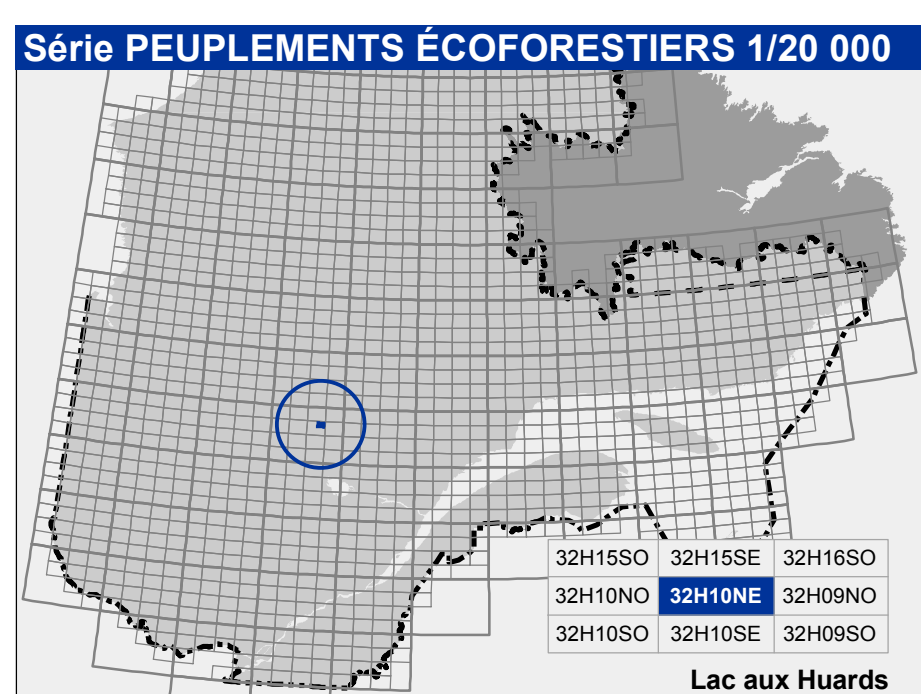 Série PEUPLEMENTS ÉCOFORESTIERS 1/20 000
32H15SO 32H15SE 32H16SO
32H10NO 32H10NE 32H09NO
32H10SO 32H10SE 32H09SO
Lac aux Huards